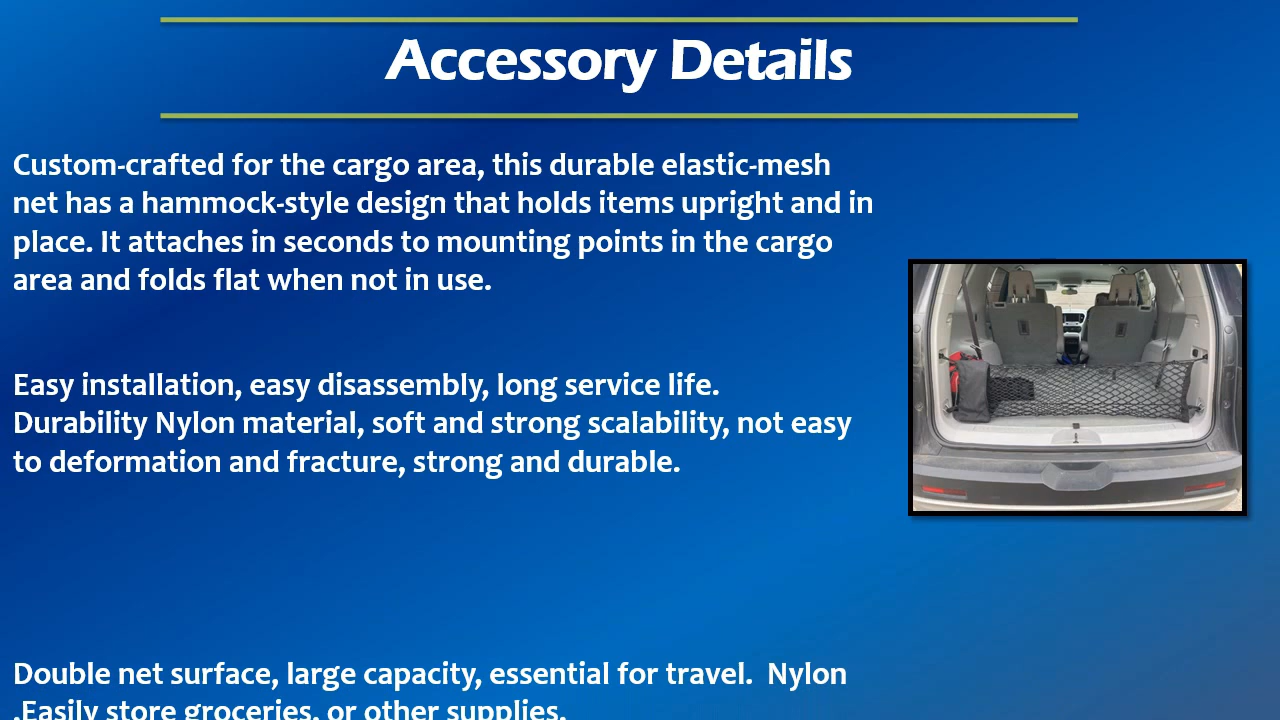 Accessory Details
Custom-crafted for the cargo area, this durable elastic-mesh
net has a hammock-style design that holds items upright and in
place. It attaches in seconds to mounting points in the cargo
area and folds flat when not in use.
Easy installation, easy disassembly, long service life.
Durability Nylon material, soft and strong scalability, not easy
to deformation and fracture, strong and durable.
Double net surface, large capacity, essential for travel.  Nylon
.Easily store groceries, or other supplies.